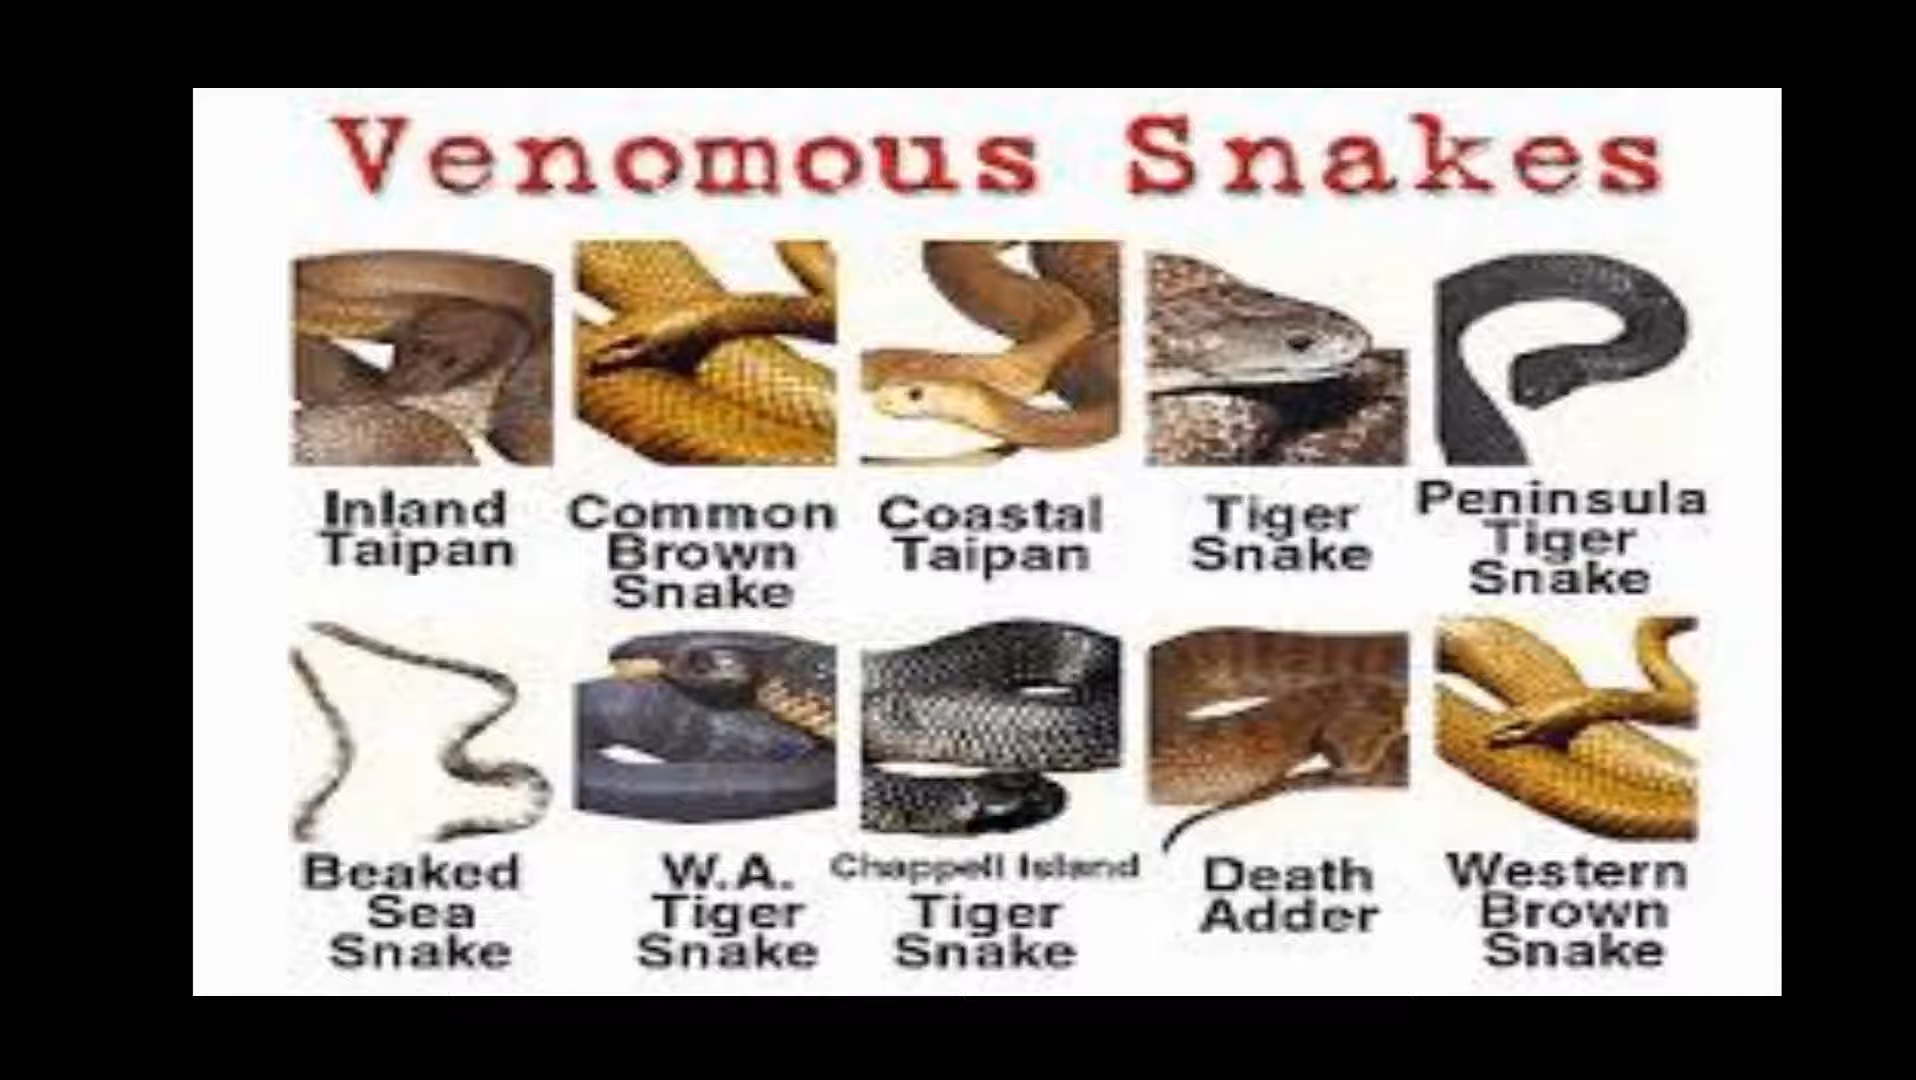 Venomous Snakes
Inland
Taipan
Common
Brown
Snake
Coastal
Taipan
Tiger
Snake
Peninsula
Tiger
Snake
Beaked
Sea
Snake
W.A.
Tiger
Snake
Chappell Island
Tiger
Snake
Death
Adder
Western
Brown
Snake